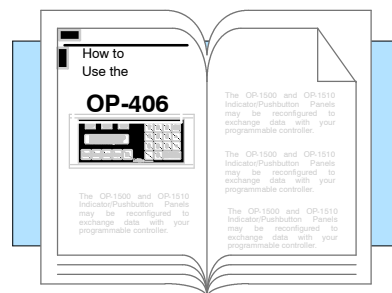 How to
Use the
OP-406
The OP-1500 and OP-1510
Indicator/Pushbutton Panels
may be reconfigured to
exchange data with your
programmable controller.
The OP-1500 and OP-1510
Indicator/Pushbutton Panels
may be reconfigured to
exchange data with your
programmable controller.
The OP-1500 and OP-1510
Indicator/Pushbutton Panels
may be reconfigured to
exchange data with your
programmable controller.
The OP-1500 and OP-1510
Indicator/Pushbutton Panels
may be reconfigured to
exchange data with your
programmable controller.